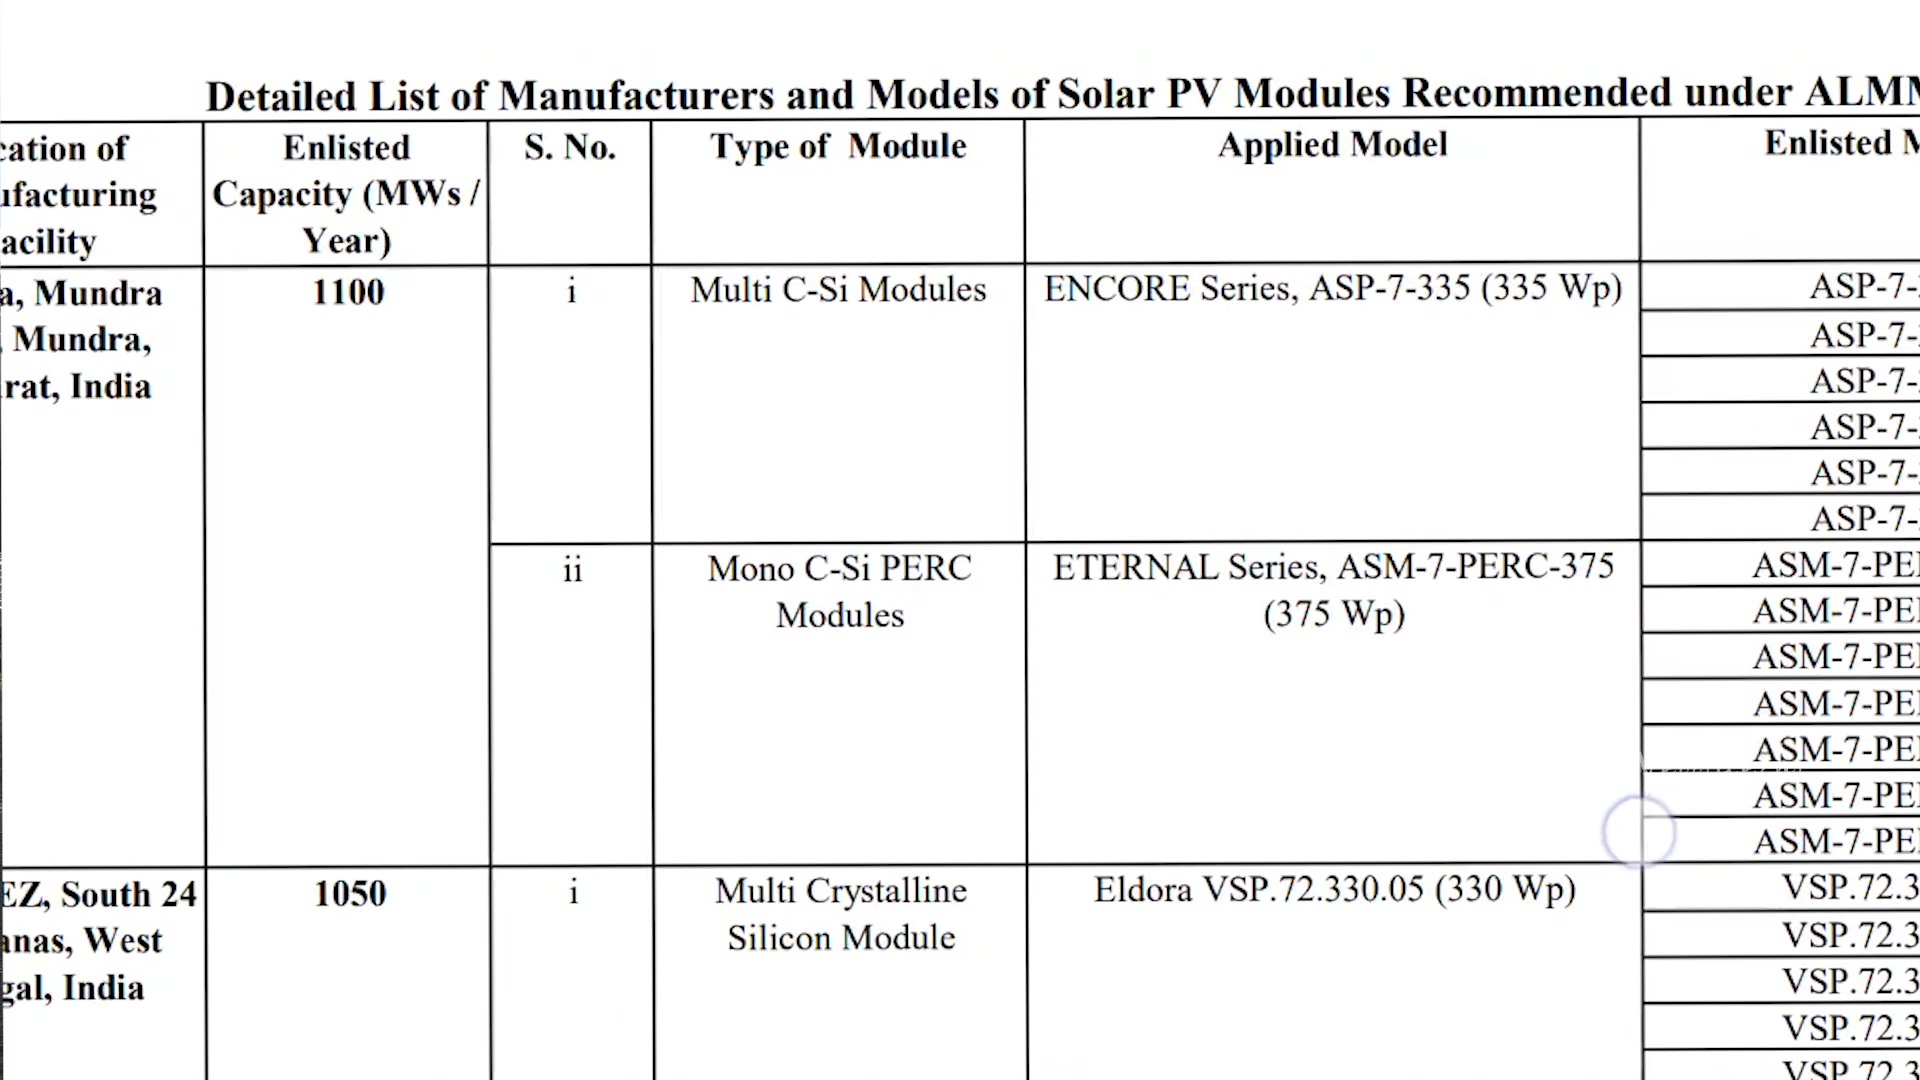 Detailed List of Manufacturers and Models of Solar PV Modules Recommended under ALMM
cation of
ufacturing
acility
Enlisted
Capacity (MWs /
Year)
S. No.
Type of Module
Applied Model
Enlisted M
a, Mundra
, Mundra,
rat, India
1100
i
Multi C-Si Modules
ENCORE Series, ASP-7-335 (335 Wp)
ASP-7-
ASP-7-
ASP-7-
ASP-7-
ASP-7-
ASP-7-
ii
Mono C-Si PERC
Modules
ETERNAL Series, ASM-7-PERC-375
(375 Wp)
ASM-7-PE
ASM-7-PE
ASM-7-PE
ASM-7-PE
ASM-7-PE
ASM-7-PE
ASM-7-PE
EZ, South 24
anas, West
gal, India
1050
i
Multi Crystalline
Silicon Module
Eldora VSP.72.330.05 (330 Wp)
VSP.72.3
VSP.72.3
VSP.72.3
VSP.72.3
VSP.72.3